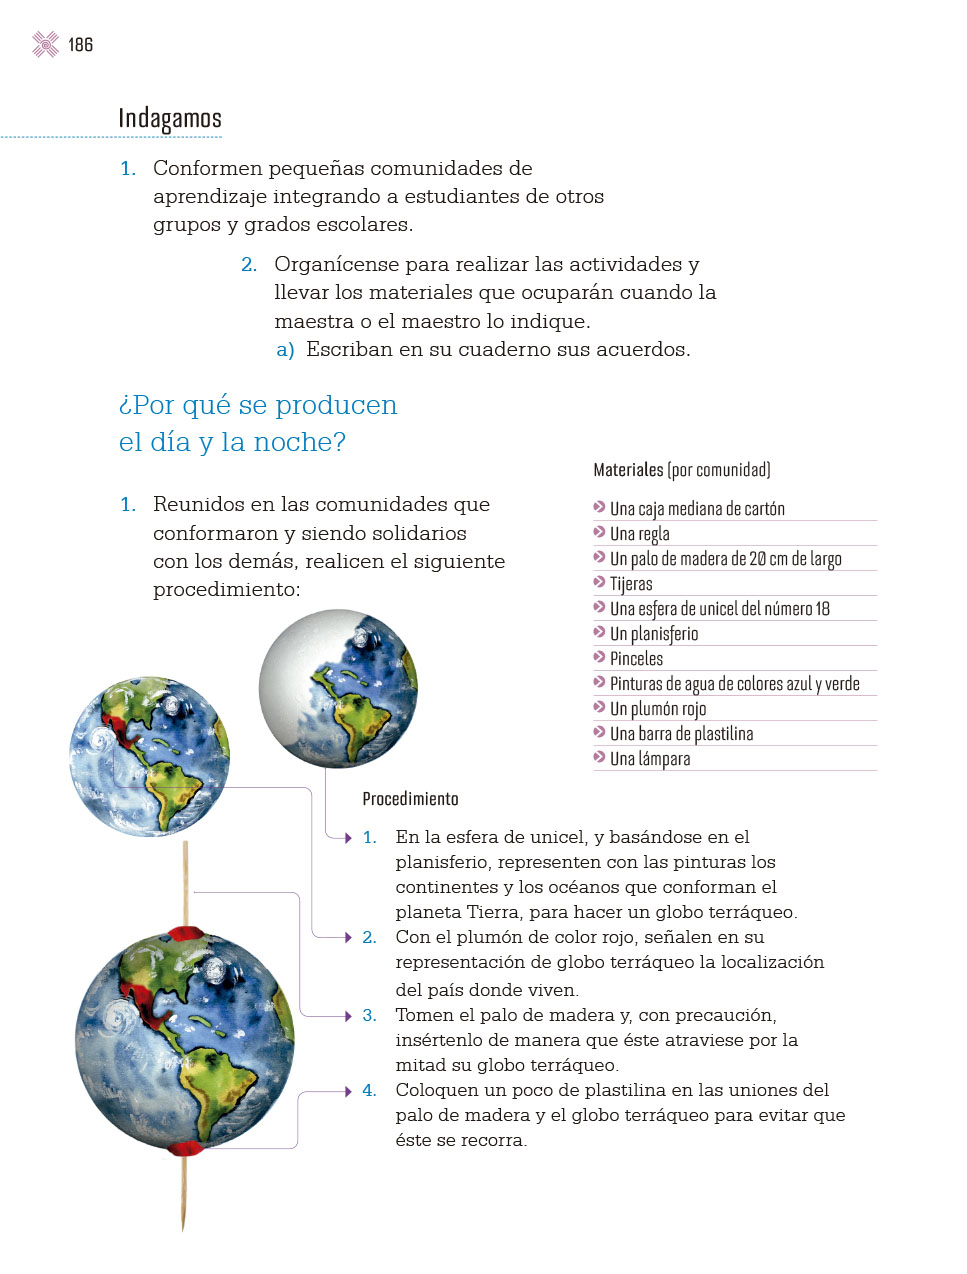 186
Indagamos
1. Conformen pequeñas comunidades de
aprendizaje integrando a estudiantes de otros
grupos y grados escolares.
2. Organícense para realizar las actividades y
llevar los materiales que ocuparán cuando la
maestra o el maestro lo indique.
a) Escriban en su cuaderno sus acuerdos.
¿Por qué se producen
el día y la noche?
1. Reunidos en las comunidades que
conformaron y siendo solidarios
con los demás, realicen el siguiente
procedimiento:
Materiales (por comunidad)
Una caja mediana de cartón
Una regla
Un palo de madera de 20 cm de largo
Tijeras
Una esfera de unicel del número 18
Un planisferio
Pinceles
Pinturas de agua de colores azul y verde
Un plumón rojo
Una barra de plastilina
Una lámpara
Procedimiento
1. En la esfera de unicel, y basándose en el
planisferio, representen con las pinturas los
continentes y los océanos que conforman el
planeta Tierra, para hacer un globo terráqueo.
2. Con el plumón de color rojo, señalen en su
representación de globo terráqueo la localización
del país donde viven.
3. Tomen el palo de madera y, con precaución,
insértenlo de manera que éste atraviese por la
mitad su globo terráqueo.
4. Coloquen un poco de plastilina en las uniones del
palo de madera y el globo terráqueo para evitar que
éste se recorra.